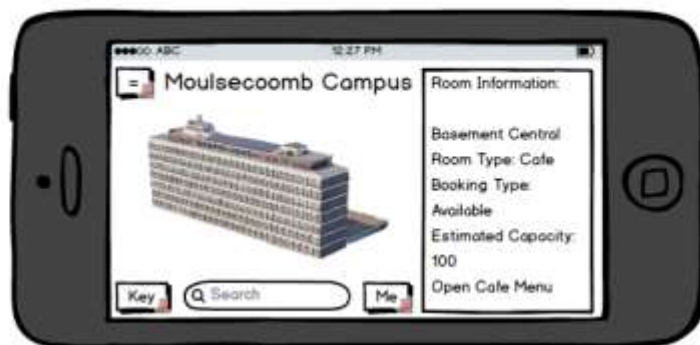 ABC 12:27 PM
= Moulsecoomb Campus
Room Information:
Basement Central
Room Type: Cafe
Booking Type:
Available
Estimated Capacity:
100
Open Cafe Menu
Key Search Me